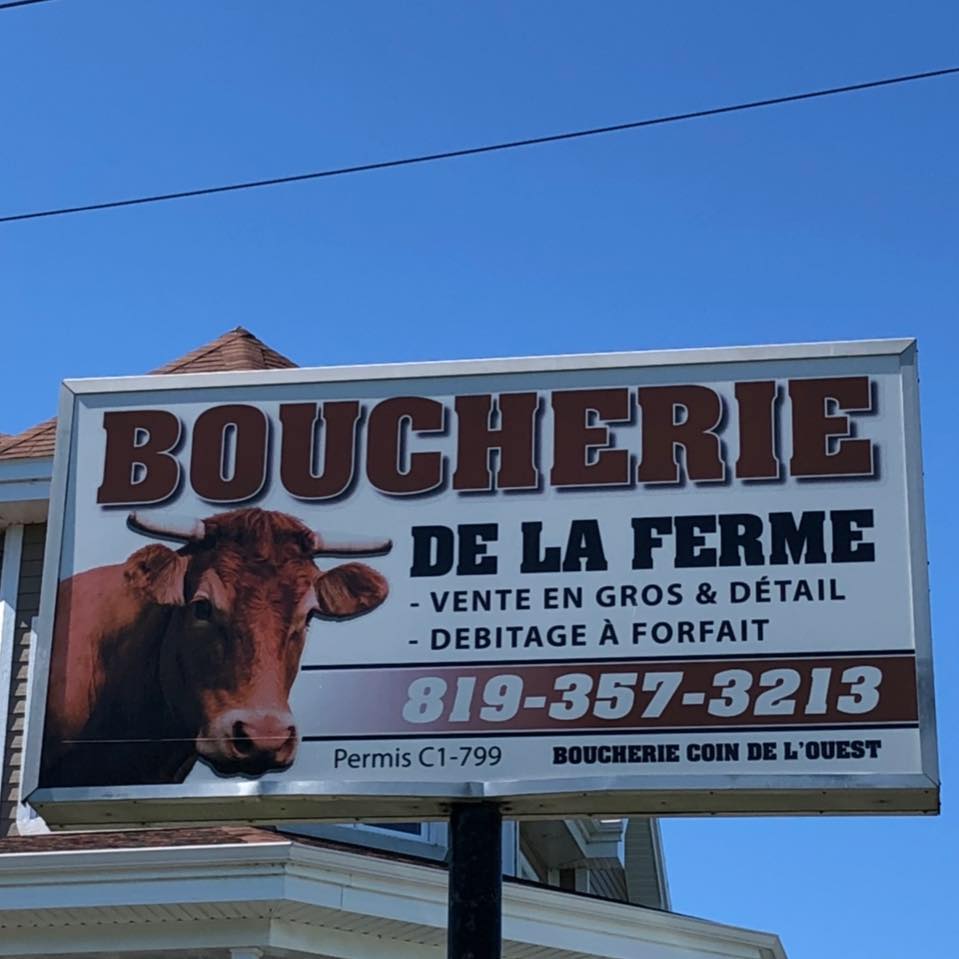 BOUCHERIE
DE LA FERME
- VENTE EN GROS & DÉTAIL
- DEBITAGE À FORFAIT
819-357-3213
Permis C1-799 BOUCHERIE COIN DE L'OUEST